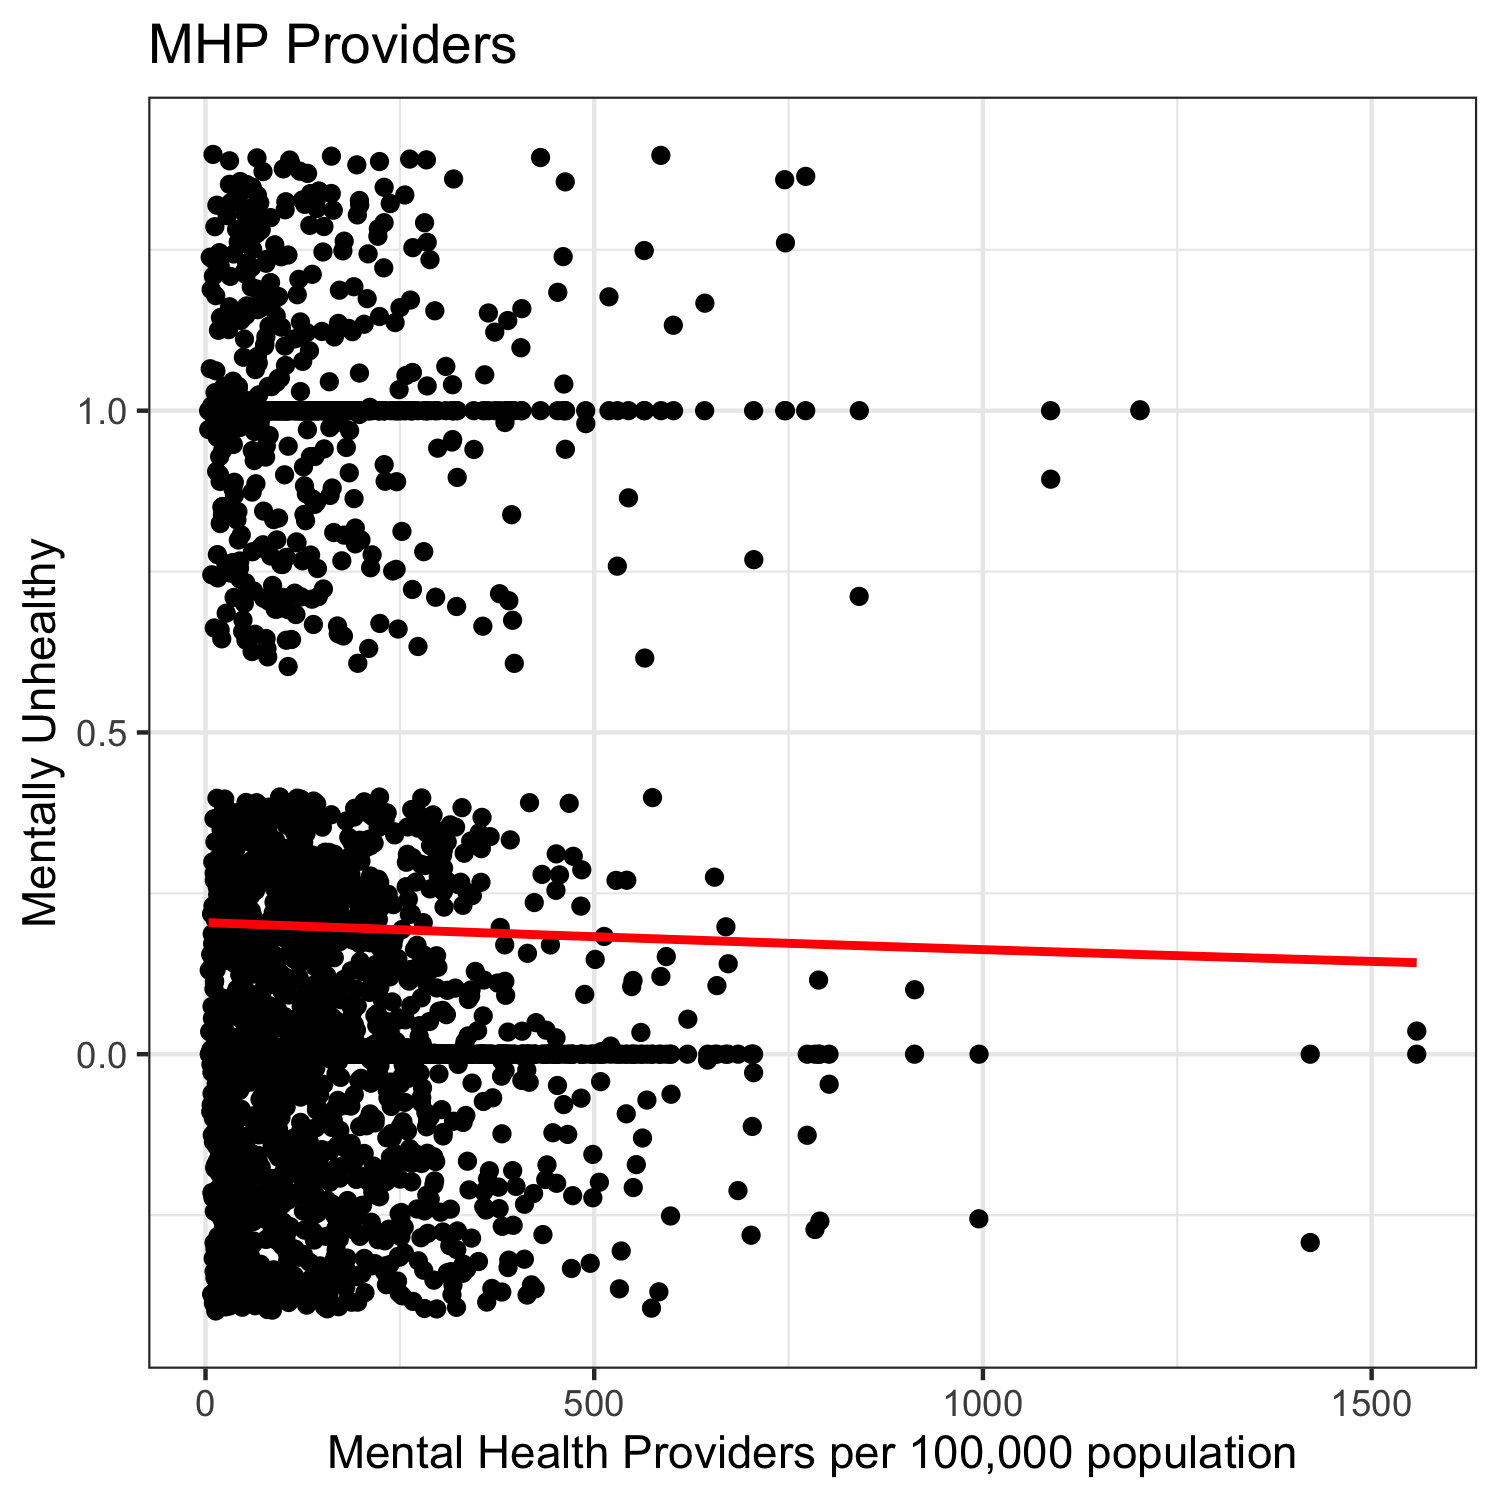 MHP Providers
Mentally Unhealthy
1.0
0.5
0.0
0 500 1000 1500
Mental Health Providers per 100,000 population